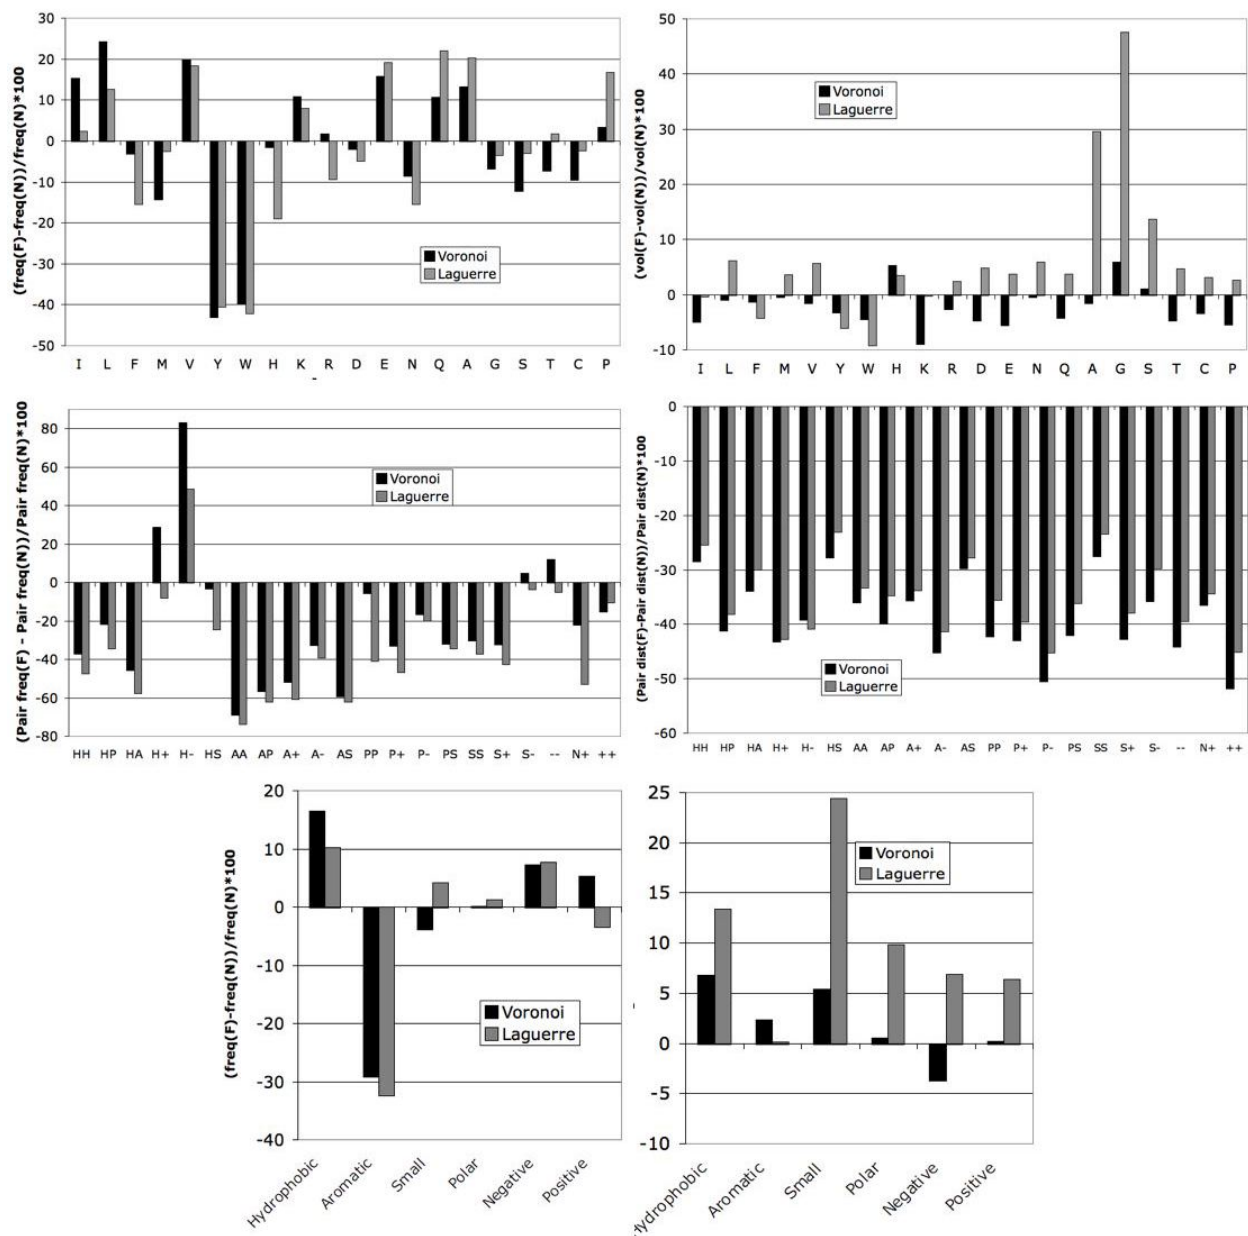 (freq(F)-freq(N))/freq(N)*100
30
20
10
0
-10
-20
-30
-40
-50
Voronoi
Laguerre
I L F M V Y W H K R D E N Q A G S T C P
(vol(F)-vol(N))/vol(N)*100
50
40
30
20
10
0
-10
Voronoi
Laguerre
I L F M V Y W H K R D E N Q A G S T C P
(Pair freq(F) - Pair freq(N))/Pair freq(N)*100
80
60
40
20
0
-20
-40
-60
-80
Voronoi
Laguerre
HH HP HA H+ H- HS AA AP A+ A- AS PP P+ P- PS SS S+ S- -- N+ ++
(Pair dist(F)-Pair dist(N))/Pair dist(N)*100
0
-10
-20
-30
-40
-50
-60
Voronoi
Laguerre
HH HP HA H+ H- HS AA AP A+ A- AS PP P+ P- PS SS S+ S- -- N+ ++
(freq(F)-freq(N))/freq(N)*100
20
10
0
-10
-20
-30
-40
Voronoi
Laguerre
Hydrophobic
Aromatic
Small
Polar
Negative
Positive
25
20
15
10
5
0
-5
-10
Voronoi
Laguerre
Hydrophobic
Aromatic
Small
Polar
Negative
Positive